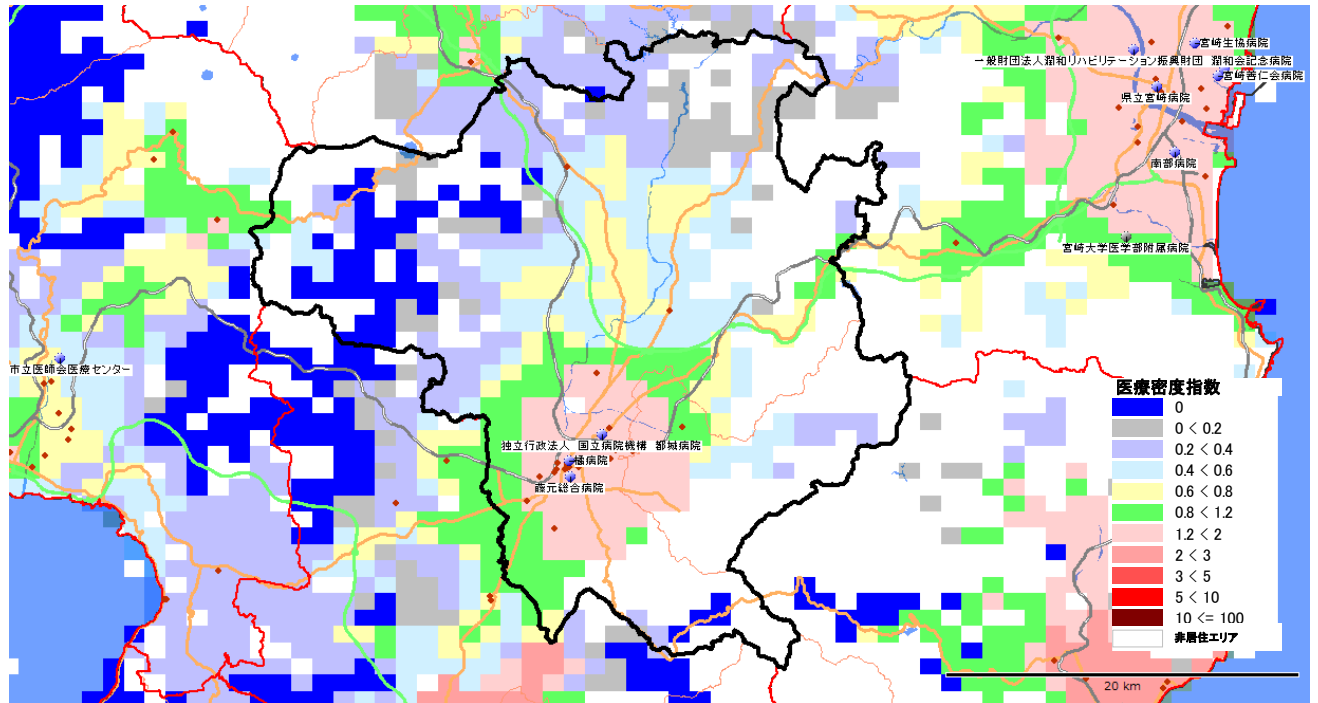 宮崎生協病院
一般財団法人潤和リハビリテーション振興財団 潤和会記念病院
宮崎善仁会病院
県立宮崎病院
南部病院
宮崎大学医学部附属病院
市立医師会医療センター
独立行政法人 国立病院機構 都城病院
橘病院
藤元総合病院
医療密度指数
0
0 < 0.2
0.2 < 0.4
0.4 < 0.6
0.6 < 0.8
0.8 < 1.2
1.2 < 2
2 < 3
3 < 5
5 < 10
10 <= 100
非居住エリア
20 km